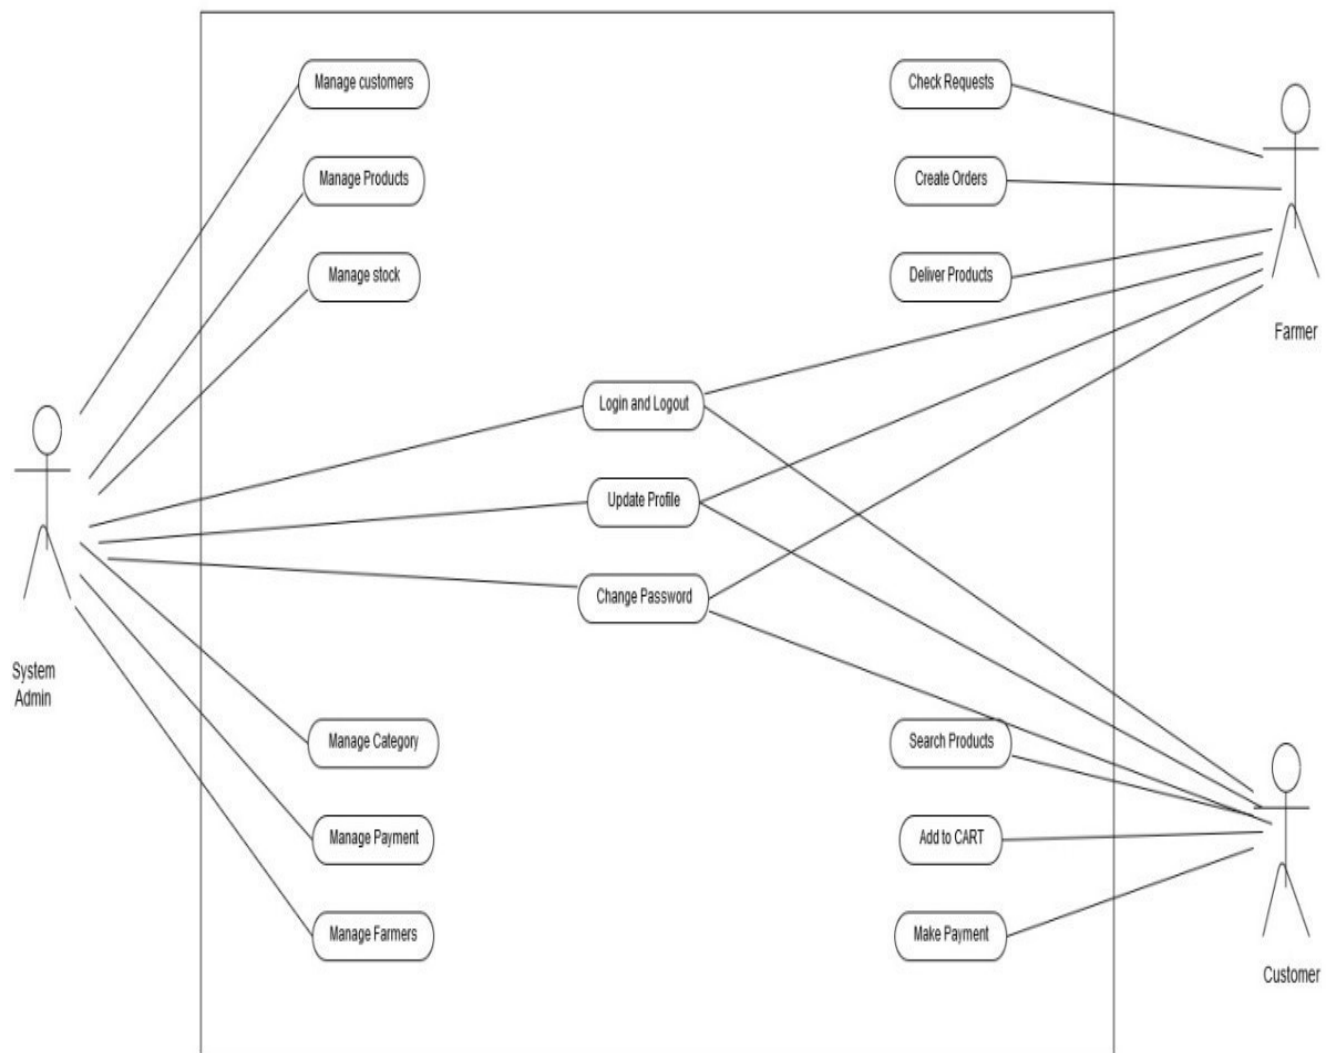 Manage customers
Check Requests
Manage Products
Create Orders
Manage stock
Deliver Products
Farmer
Login and Logout
Update Profile
Change Password
System
Admin
Manage Category
Search Products
Manage Payment
Add to CART
Manage Farmers
Make Payment
Customer